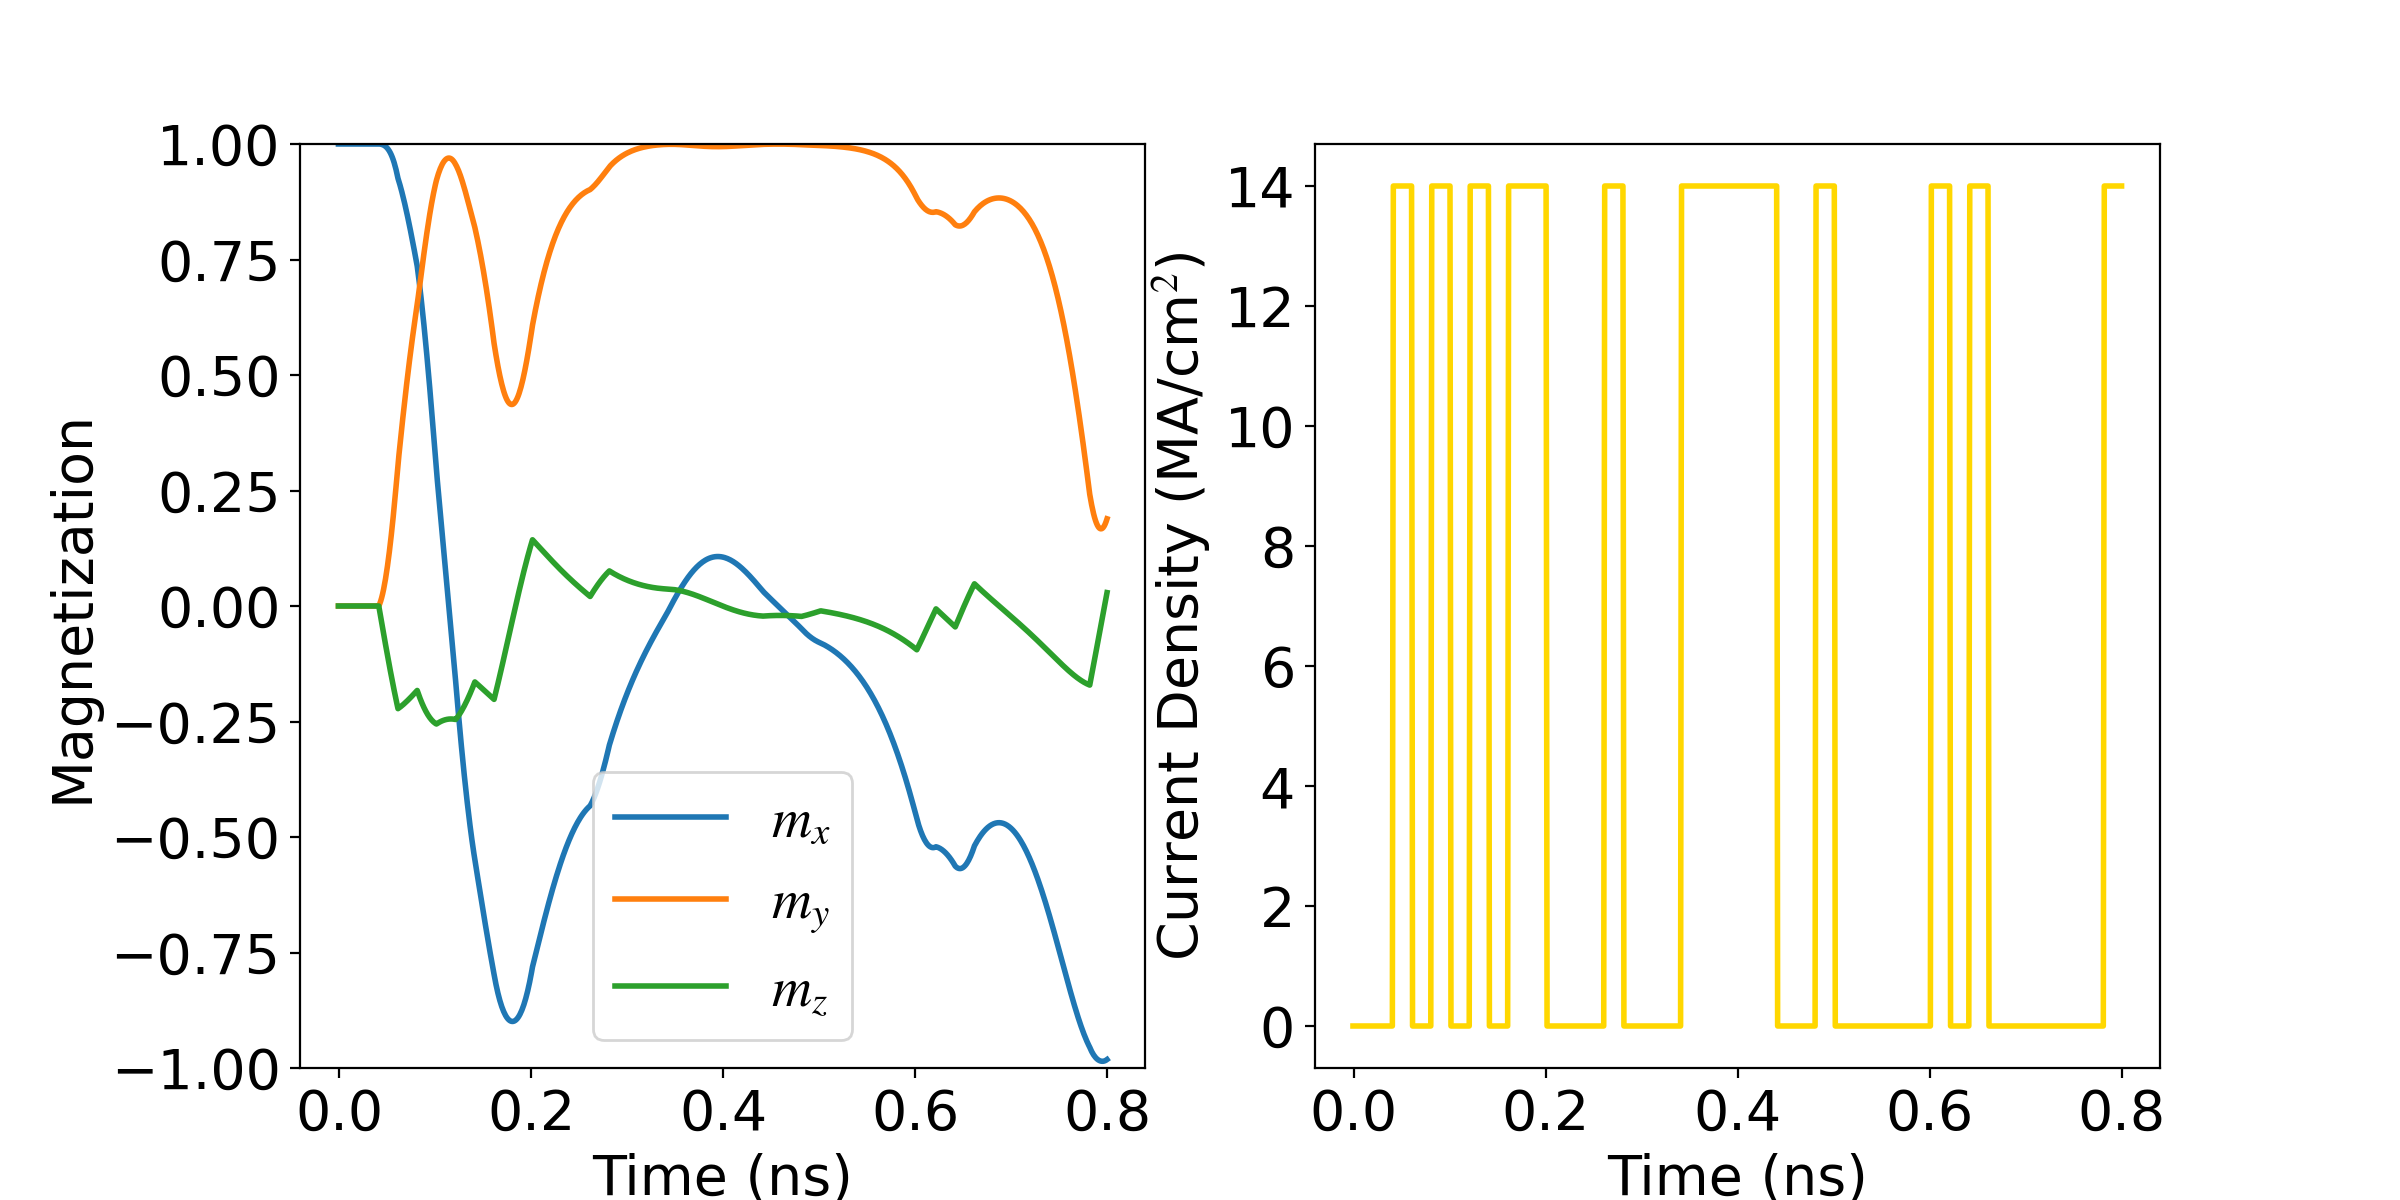 Magnetization
1.00
0.75
0.50
0.25
0.00
−0.25
−0.50
−0.75
−1.00
0.0 0.2 0.4 0.6 0.8
Time (ns)
m_x
m_y
m_z
Current Density (MA/cm²)
14
12
10
8
6
4
2
0
0.0 0.2 0.4 0.6 0.8
Time (ns)